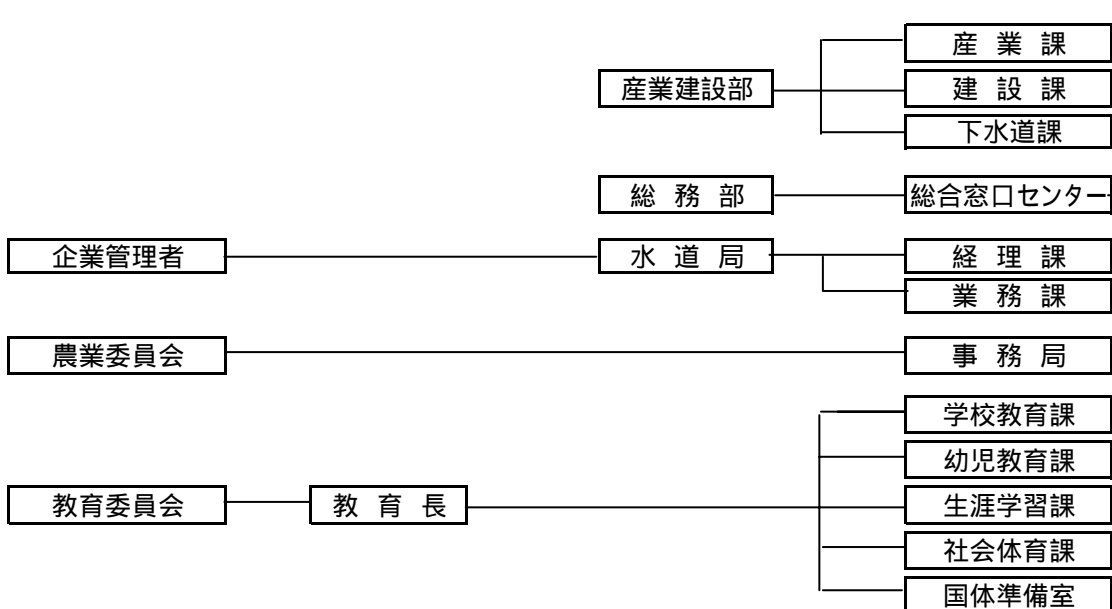 産 業 課
産業建設部
建 設 課
下水道課
総 務 部
総合窓口センター
企業管理者
水 道 局
経 理 課
業 務 課
農業委員会
事 務 局
学校教育課
幼児教育課
教育委員会
教 育 長
生涯学習課
社会体育課
国体準備室